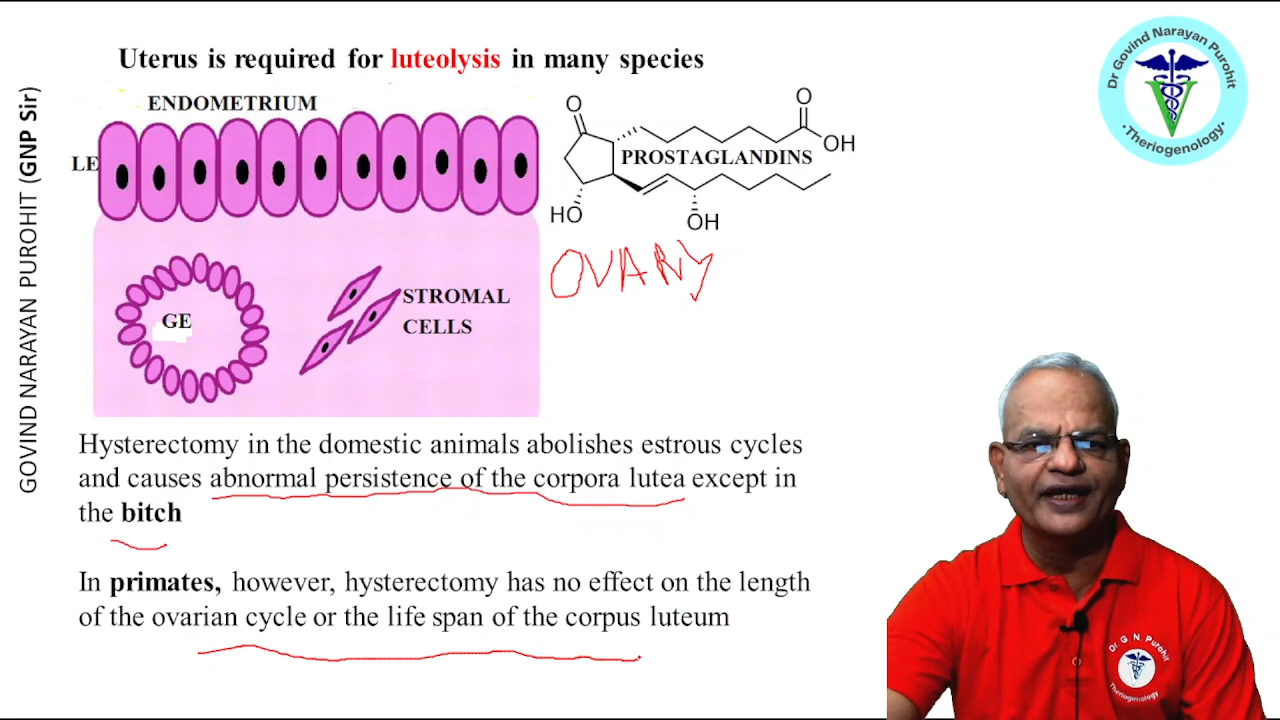 Uterus is required for luteolysis in many species
ENDOMETRIUM
LE
GE
STROMAL
CELLS
O
O
OH
PROSTAGLANDINS
HO
OH
OVARY
Hysterectomy in the domestic animals abolishes estrous cycles
and causes abnormal persistence of the corpora lutea except in
the bitch
In primates, however, hysterectomy has no effect on the length
of the ovarian cycle or the life span of the corpus luteum
GOVIND NARAYAN PUROHIT (GNP Sir)
Dr Govind Narayan Purohit
V
•Theriogenology•
Dr G. N. Purohit
Theriogenology